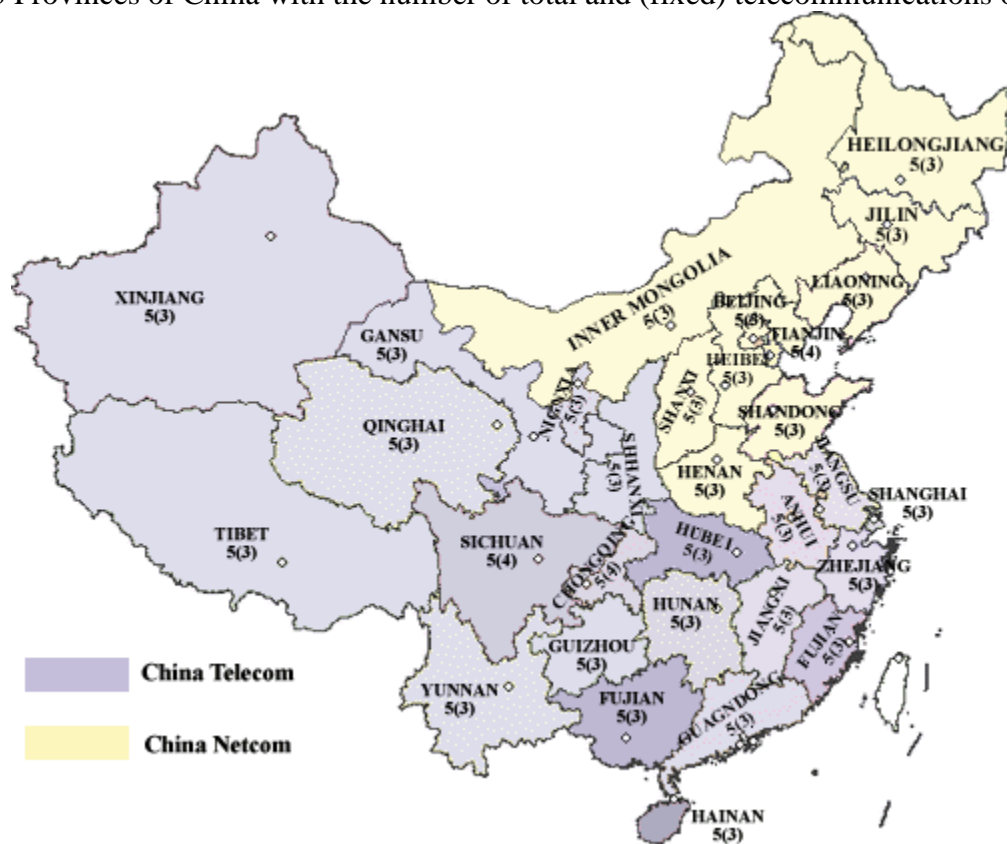 Provinces of China with the number of total and (fixed) telecommunications
HEILONGJIANG
5(3)
JILIN
5(3)
LIAONING
5(3)
INNER MONGOLIA
5(3)
BEIJING
5(3)
TIANJIN
5(4)
HEIBEI
5(3)
XINJIANG
5(3)
GANSU
5(3)
NIGNXIA
5(3)
SHANXI
5(3)
SHANDONG
5(3)
QINGHAI
5(3)
SHHANXI
5(3)
HENAN
5(3)
JIANGSU
5(3)
SHANGHAI
5(3)
ANHUI
5(3)
TIBET
5(3)
SICHUAN
5(4)
CHONGQING
5(4)
HUBEI
5(3)
ZHEJIANG
5(3)
HUNAN
5(3)
JIANGXI
5(3)
FUJIAN
5(3)
GUIZHOU
5(3)
YUNNAN
5(3)
FUJIAN
5(3)
GUAGNDONG
5(3)
HAINAN
5(3)
China Telecom
China Netcom